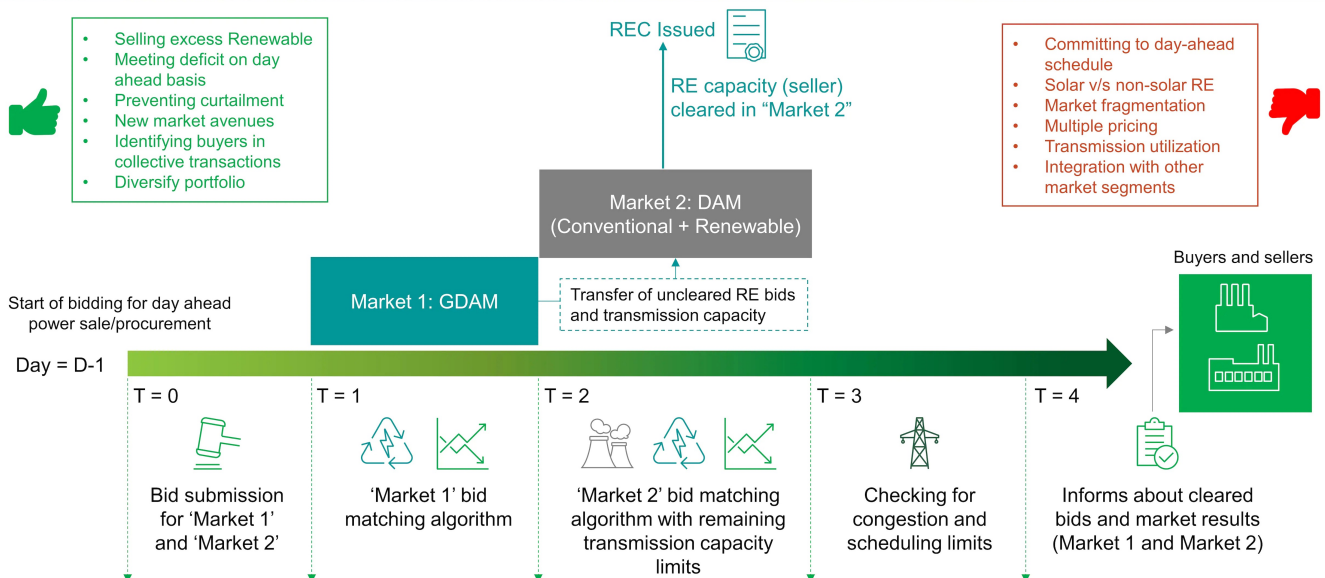 • Selling excess Renewable
• Meeting deficit on day
ahead basis
• Preventing curtailment
• New market avenues
• Identifying buyers in
collective transactions
• Diversify portfolio
REC Issued
RE capacity (seller)
cleared in “Market 2”
• Committing to day-ahead
schedule
• Solar v/s non-solar RE
• Market fragmentation
• Multiple pricing
• Transmission utilization
• Integration with other
market segments
Market 2: DAM
(Conventional + Renewable)
Market 1: GDAM
Transfer of uncleared RE bids
and transmission capacity
Buyers and sellers
Start of bidding for day ahead
power sale/procurement
Day = D-1
T = 0
T = 1
T = 2
T = 3
T = 4
Bid submission
for ‘Market 1’
and ‘Market 2’
‘Market 1’ bid
matching algorithm
‘Market 2’ bid matching
algorithm with remaining
transmission capacity
limits
Checking for
congestion and
scheduling limits
Informs about cleared
bids and market results
(Market 1 and Market 2)